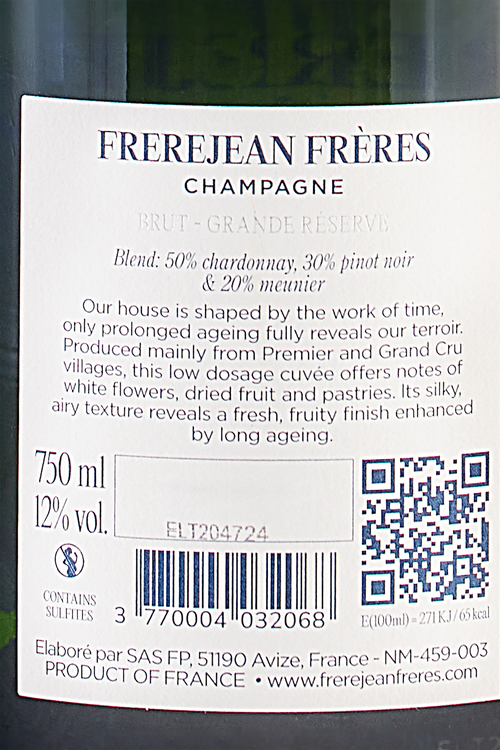 FREREJEAN FRÈRES
CHAMPAGNE
BRUT - GRANDE RÉSERVE
Blend: 50% chardonnay, 30% pinot noir
& 20% meunier
Our house is shaped by the work of time,
only prolonged ageing fully reveals our terroir.
Produced mainly from Premier and Grand Cru
villages, this low dosage cuvée offers notes of
white flowers, dried fruit and pastries. Its silky,
airy texture reveals a fresh, fruity finish enhanced
by long ageing.
750 ml
12% vol.
ELT204724
CONTAINS
SULFITES
3 770004 032068
E(100ml) = 271 KJ / 65 kcal
Elaboré par SAS FP, 51190 Avize, France - NM-459-003
PRODUCT OF FRANCE • www.frerejeanfreres.com